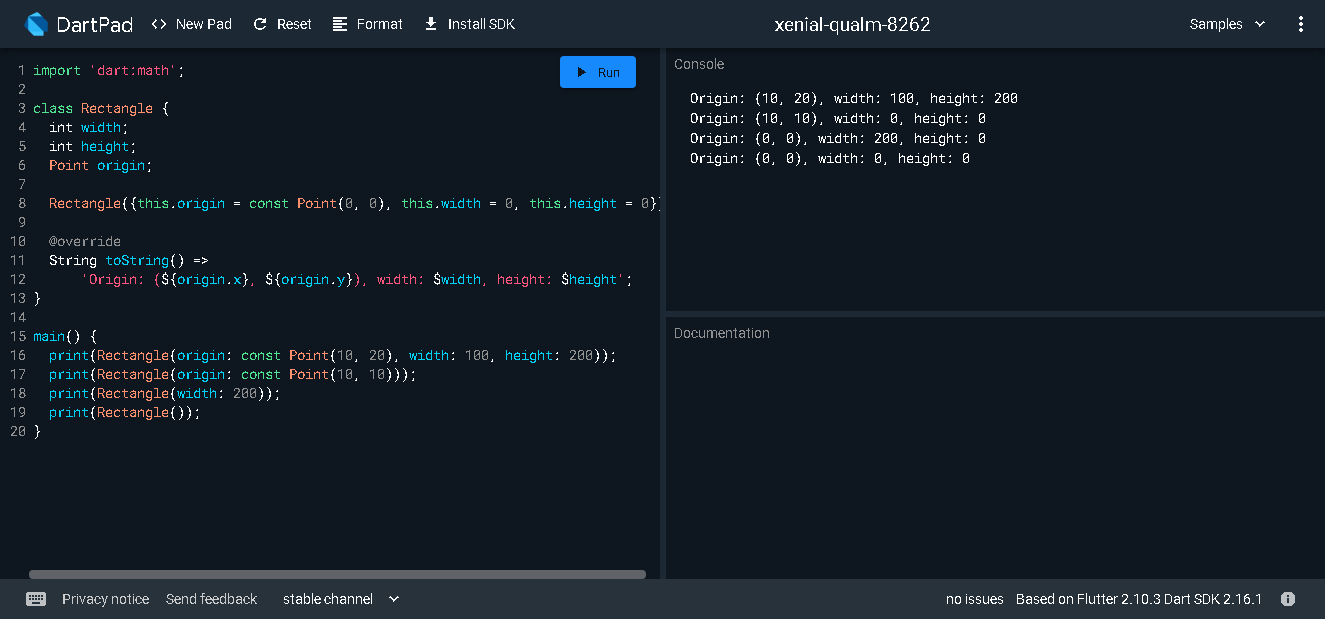 DartPad <> New Pad Reset Format Install SDK xenial-qualm-8262 Samples
1 import 'dart:math';
2
3 class Rectangle {
4 int width;
5 int height;
6 Point origin;
7
8 Rectangle({this.origin = const Point(0, 0), this.width = 0, this.height = 0})
9
10 @override
11 String toString() =>
12 'Origin: (${origin.x}, ${origin.y}), width: $width, height: $height';
13 }
14
15 main() {
16 print(Rectangle(origin: const Point(10, 20), width: 100, height: 200));
17 print(Rectangle(origin: const Point(10, 10)));
18 print(Rectangle(width: 200));
19 print(Rectangle());
20 }
Run
Console
Origin: (10, 20), width: 100, height: 200
Origin: (10, 10), width: 0, height: 0
Origin: (0, 0), width: 200, height: 0
Origin: (0, 0), width: 0, height: 0
Documentation
Privacy notice Send feedback stable channel no issues Based on Flutter 2.10.3 Dart SDK 2.16.1